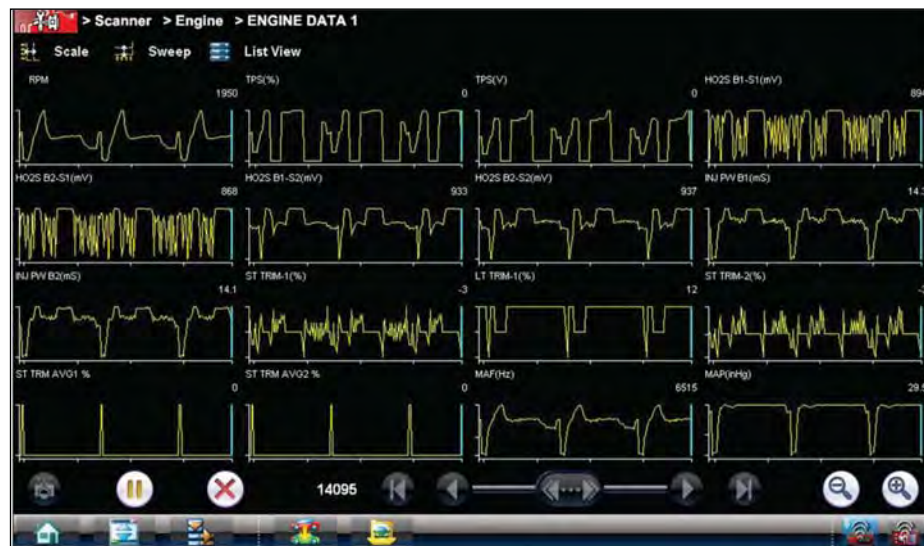 > Scanner > Engine > ENGINE DATA 1
Scale Sweep List View
RPM 1950
TPS(%) 0
TPS(V) 0
HO2S B1-S1(mV)
HO2S B2-S1(mV) 868
HO2S B1-S2(mV) 933
HO2S B2-S2(mV) 937
INJ PW B1(mS)
INJ PW B2(mS) 14.1
ST TRIM-1(%) -3
LT TRIM-1(%) 12
ST TRIM-2(%)
ST TRM AVG1 % 0
ST TRM AVG2 % 0
MAF(Hz) 6515
MAP(inHg)
14095